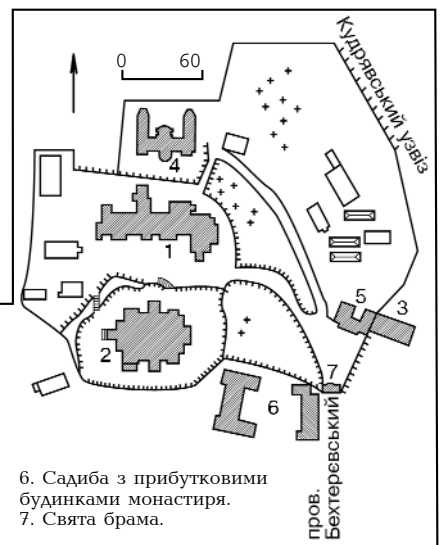 0 60
Кудрявський узвіз
4
1
5
3
2
7
6
пров.
Бехтерєвський
6. Садиба з прибутковими
будинками монастиря.
7. Свята брама.